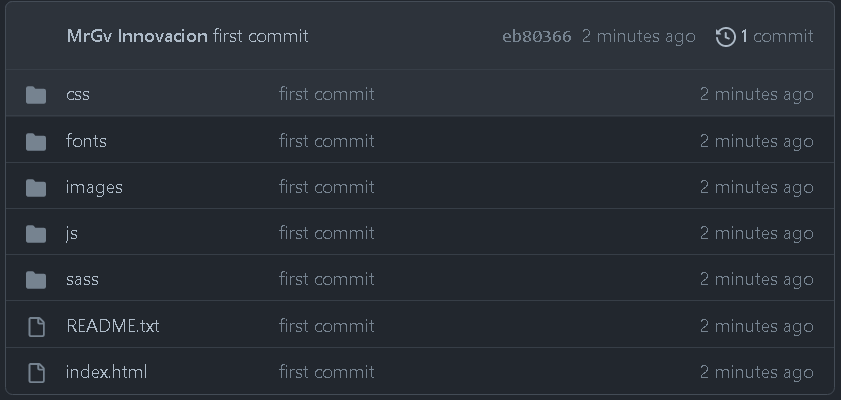 MrGv Innovacion first commit eb80366 2 minutes ago 1 commit
css first commit 2 minutes ago
fonts first commit 2 minutes ago
images first commit 2 minutes ago
js first commit 2 minutes ago
sass first commit 2 minutes ago
README.txt first commit 2 minutes ago
index.html first commit 2 minutes ago